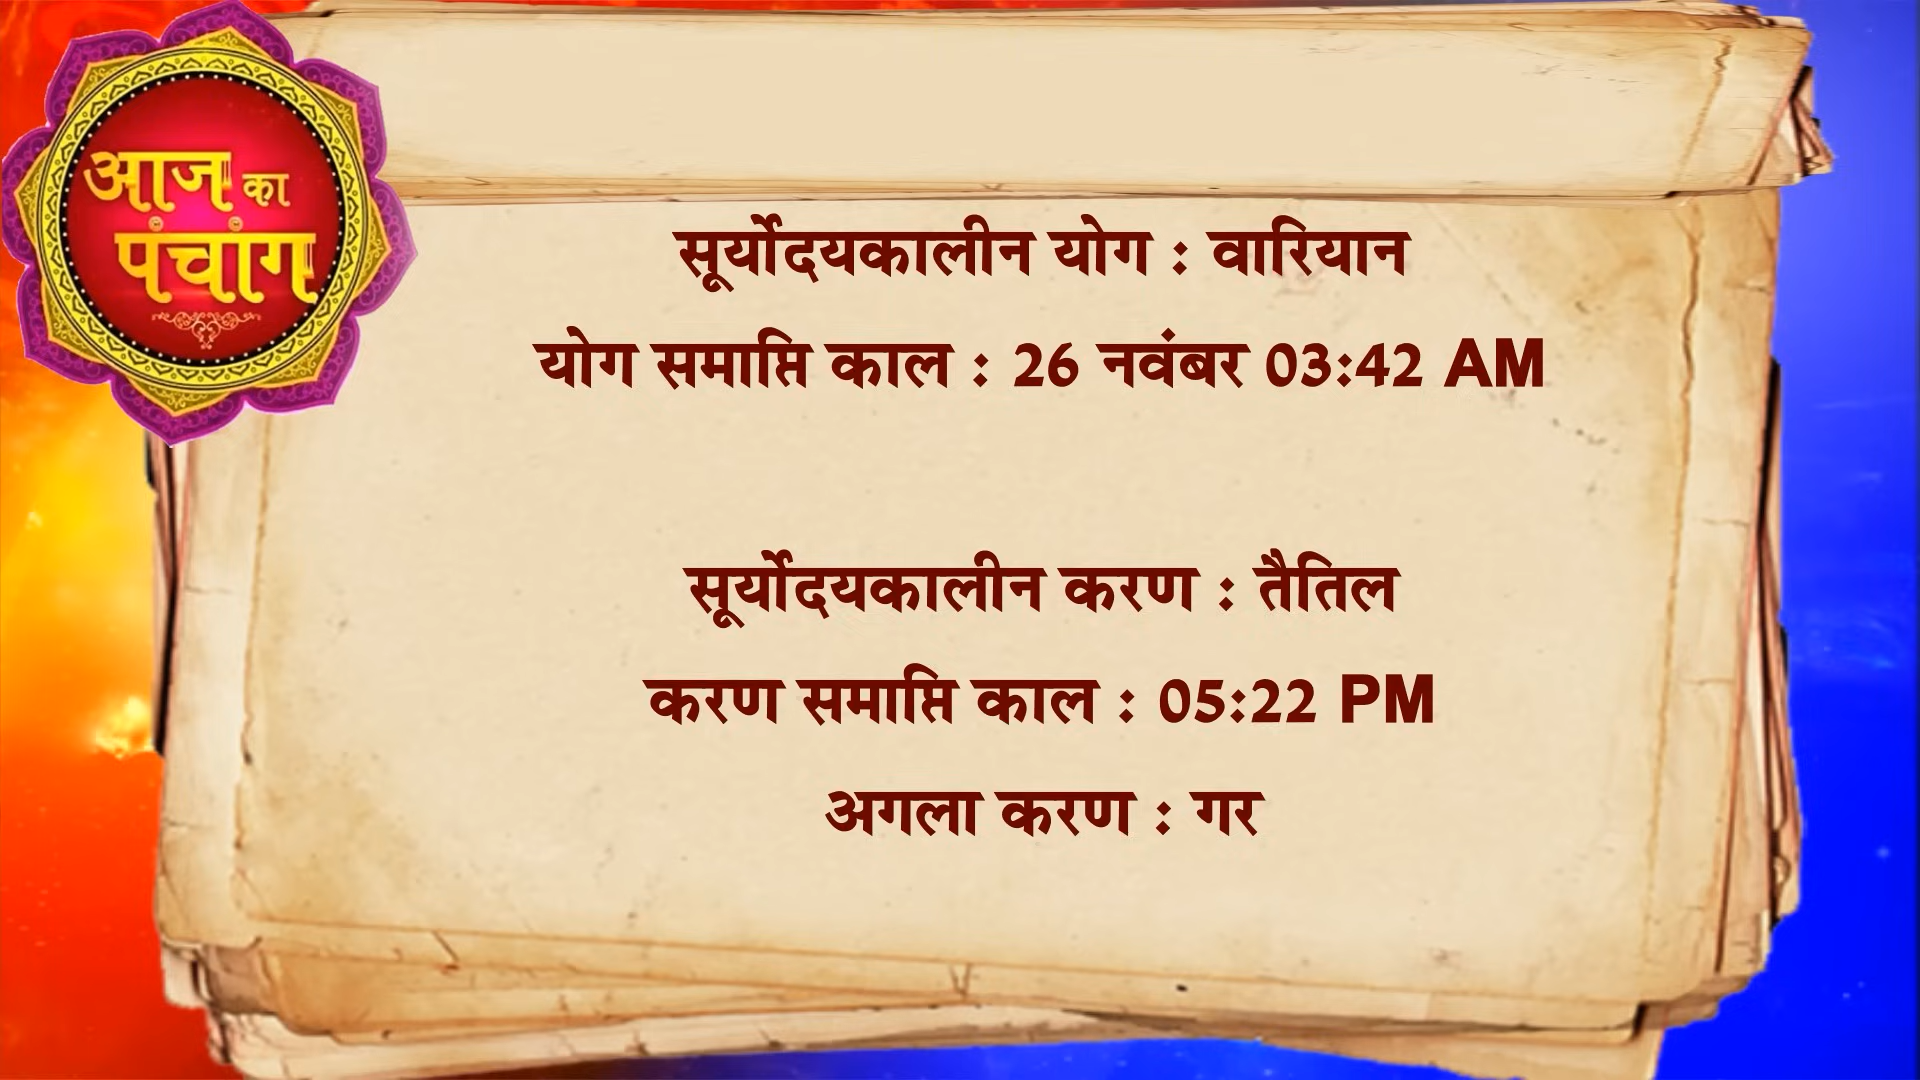 आज का
पंचांग
सूर्योदयकालीन योग : वारियान
योग समाप्ति काल : 26 नवंबर 03:42 AM
सूर्योदयकालीन करण : तैतिल
करण समाप्ति काल : 05:22 PM
अगला करण : गर